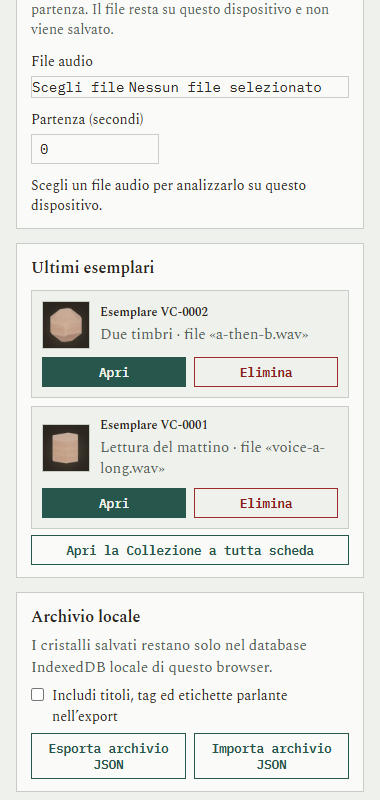 partenza. Il file resta su questo dispositivo e non
viene salvato.
File audio
Scegli file Nessun file selezionato
Partenza (secondi)
0
Scegli un file audio per analizzarlo su questo
dispositivo.
Ultimi esemplari
Esemplare VC-0002
Due timbri · file «a-then-b.wav»
Apri
Elimina
Esemplare VC-0001
Lettura del mattino · file «voice-a-
long.wav»
Apri
Elimina
Apri la Collezione a tutta scheda
Archivio locale
I cristalli salvati restano solo nel database
IndexedDB locale di questo browser.
Includi titoli, tag ed etichette parlante
nell’export
Esporta archivio
JSON
Importa archivio
JSON